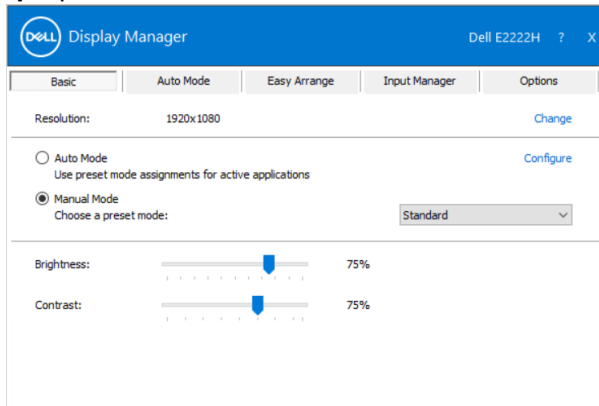 DELL Display Manager Dell E2222H ? X
Basic Auto Mode Easy Arrange Input Manager Options
Resolution: 1920x1080 Change
Auto Mode Configure
Use preset mode assignments for active applications
Manual Mode
Choose a preset mode: Standard
Brightness: 75%
Contrast: 75%